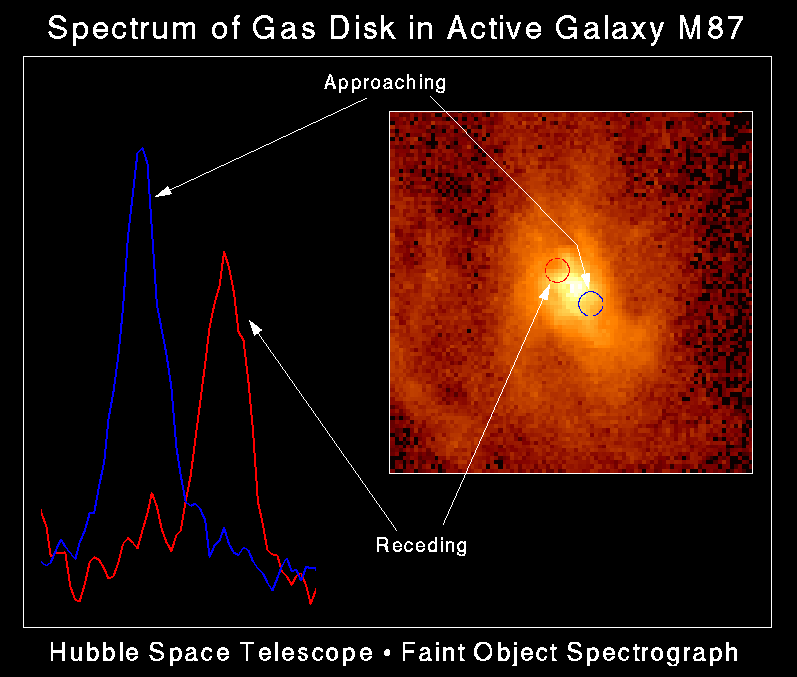 Spectrum of Gas Disk in Active Galaxy M87
Approaching
Receding
Hubble Space Telescope • Faint Object Spectrograph